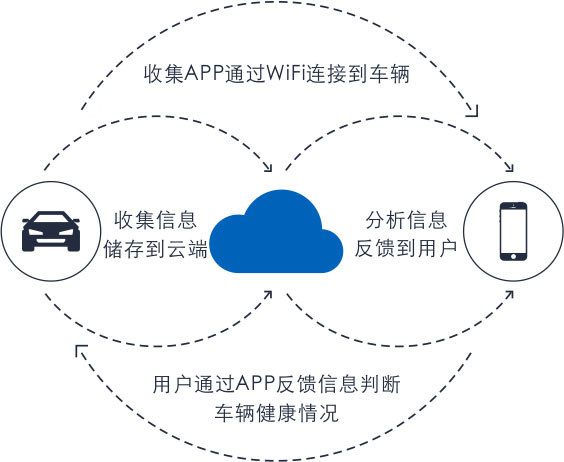 收集APP通过WiFi连接到车辆
收集信息
储存到云端
分析信息
反馈到用户
用户通过APP反馈信息判断
车辆健康情况